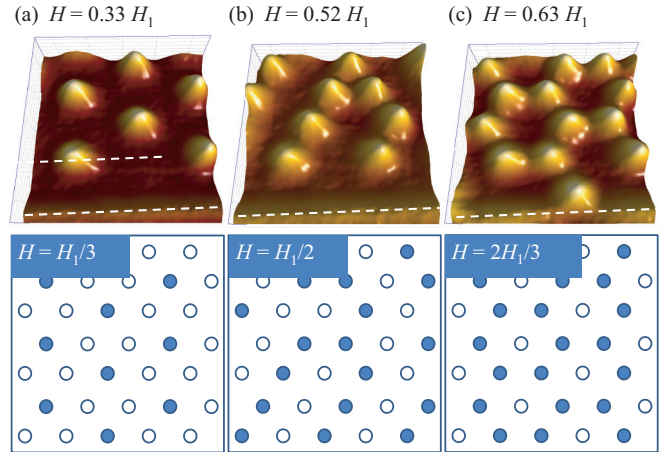 (a) H = 0.33 H₁ (b) H = 0.52 H₁ (c) H = 0.63 H₁
H = H₁/3 H = H₁/2 H = 2H₁/3